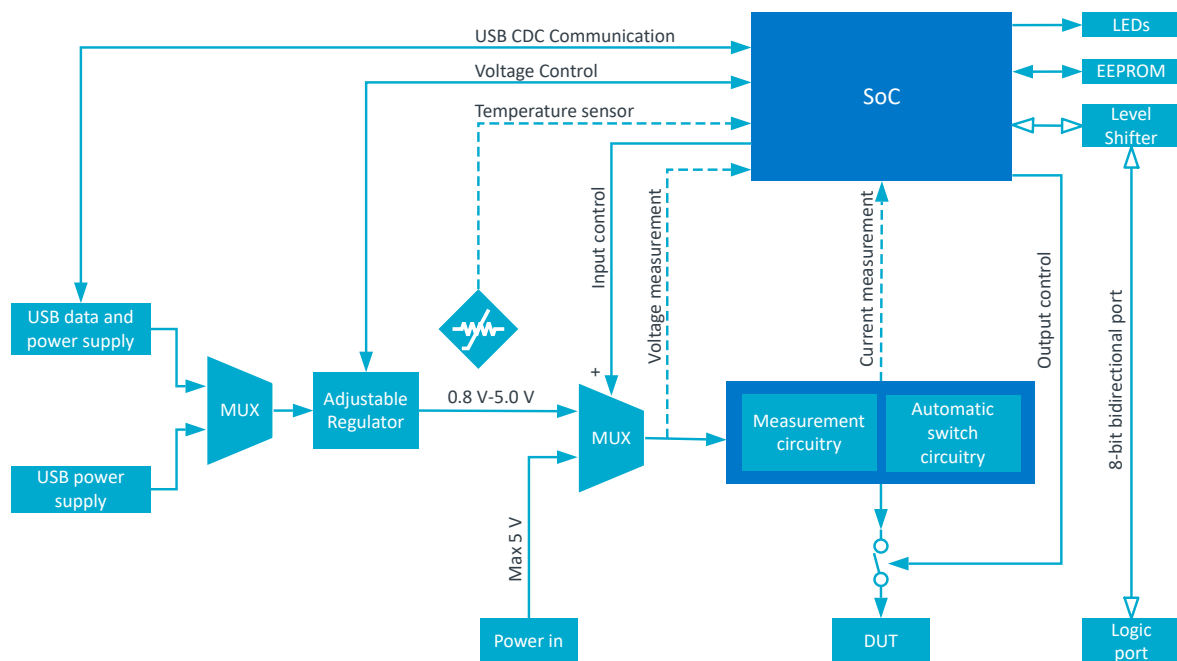 LEDs
USB CDC Communication
EEPROM
Voltage Control
SoC
Temperature sensor
Level
Shifter
Input control
Voltage measurement
Current measurement
Output control
8-bit bidirectional port
USB data and
power supply
+
MUX
Adjustable
Regulator
0.8 V-5.0 V
MUX
Measurement
circuitry
Automatic
switch
circuitry
USB power
supply
Max 5 V
Power in
DUT
Logic
port